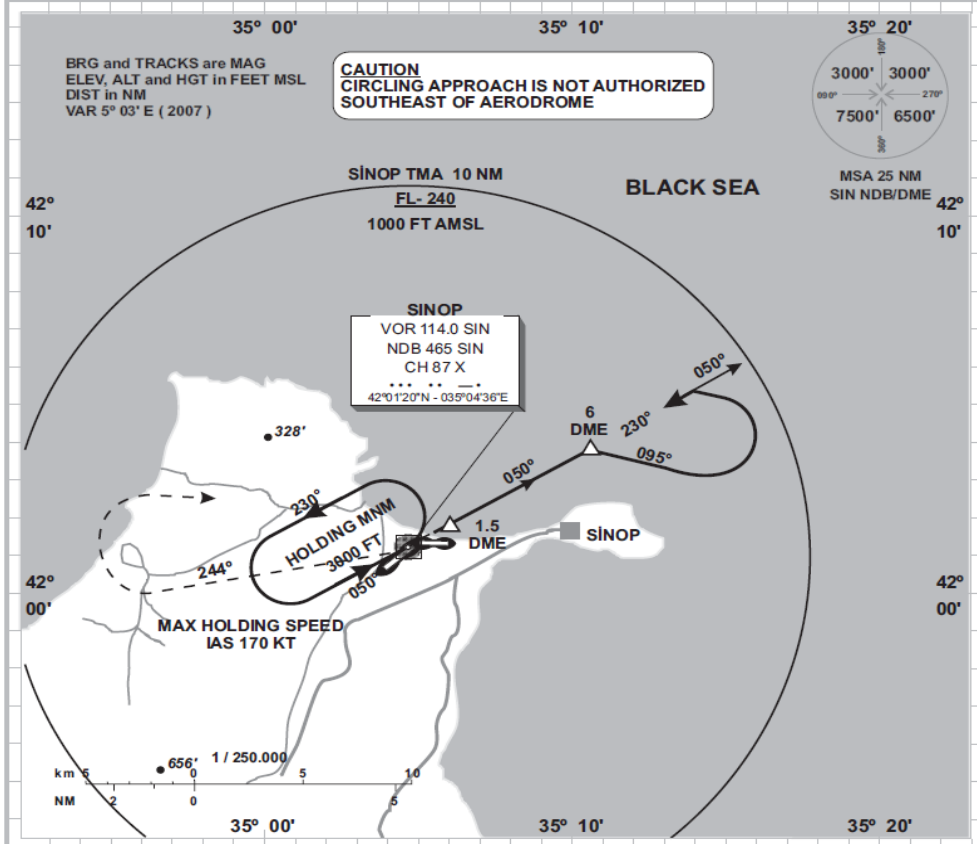 35º 00'
35º 10'
35º 20'
BRG and TRACKS are MAG
ELEV, ALT and HGT in FEET MSL
DIST in NM
VAR 5º 03' E ( 2007 )
CAUTION
CIRCLING APPROACH IS NOT AUTHORIZED
SOUTHEAST OF AERODROME
180º
3000' 3000'
090º 270º
7500' 6500'
360º
MSA 25 NM
SIN NDB/DME
SİNOP TMA 10 NM
FL- 240
1000 FT AMSL
BLACK SEA
42º
10'
42º
10'
SINOP
VOR 114.0 SIN
NDB 465 SIN
CH 87 X
••• •• —•
42º01'20"N - 035º04'36"E
050º
6
DME
230º
095º
328'
050º
230º
HOLDING MNM
3000 FT
1.5
DME
SİNOP
244º
050º
42º
00'
42º
00'
MAX HOLDING SPEED
IAS 170 KT
656'
1 / 250.000
km 5 0 5 10
NM 2 0 5
35º 00'
35º 10'
35º 20'